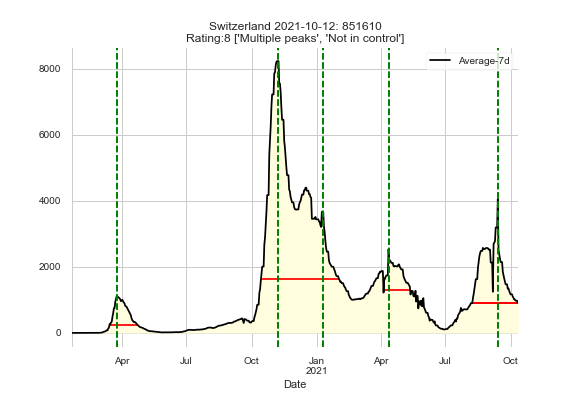 Switzerland 2021-10-12: 851610
Rating:8 ['Multiple peaks', 'Not in control']
Average-7d
8000
6000
4000
2000
0
Apr
Jul
Oct
Jan
2021
Apr
Jul
Oct
Date